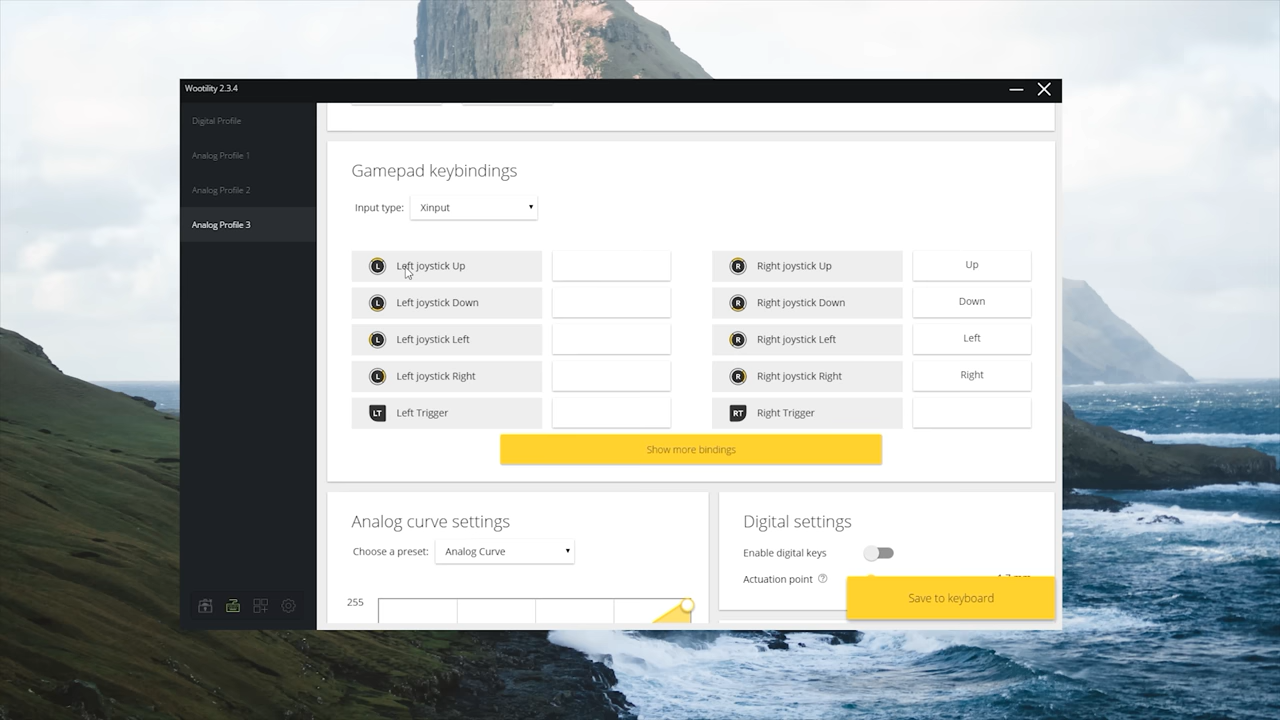 Wootility 2.3.4
Digital Profile
Analog Profile 1
Analog Profile 2
Analog Profile 3
Gamepad keybindings
Input type: Xinput
L Left joystick Up R Right joystick Up Up
L Left joystick Down R Right joystick Down Down
L Left joystick Left R Right joystick Left Left
L Left joystick Right R Right joystick Right Right
LT Left Trigger RT Right Trigger
Show more bindings
Analog curve settings
Choose a preset: Analog Curve
255
Digital settings
Enable digital keys
Actuation point
Save to keyboard